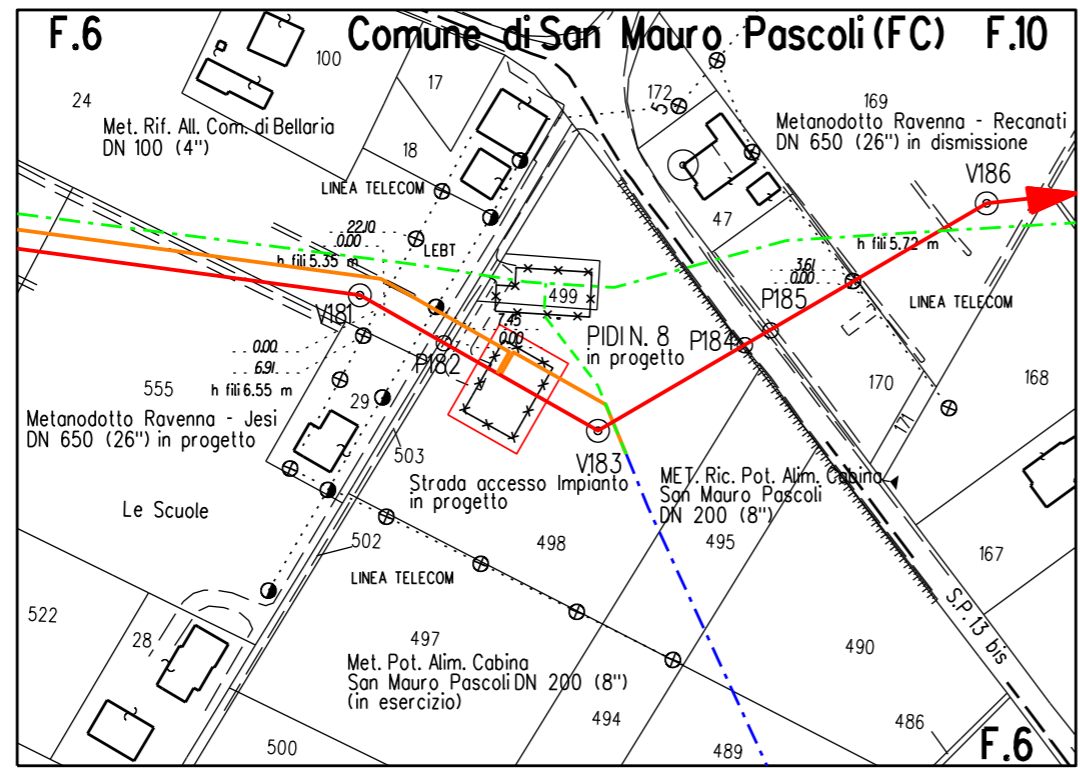 F.6
Comune di San Mauro Pascoli (FC)
F.10
24
100
17
172
5
169
Met. Rif. All. Com. di Bellaria
DN 100 (4")
18
Metanodotto Ravenna - Recanati
DN 650 (26") in dismissione
LINEA TELECOM
V186
47
22.10
0.00
h fili 5.35 m
LEBT
h fili 5.72 m
3.61
0.00
499
LINEA TELECOM
V181
7.45
0.00
P185
PIDI N. 8
in progetto
P184
P182
0.00
6.91
h fili 6.55 m
555
29
170
168
171
Metanodotto Ravenna - Jesi
DN 650 (26") in progetto
503
V183
Strada accesso Impianto
in progetto
MET. Ric. Pot. Alim. Cabina
San Mauro Pascoli
DN 200 (8")
Le Scuole
502
498
495
167
LINEA TELECOM
S.P. 13 bis
522
28
497
490
Met. Pot. Alim. Cabina
San Mauro Pascoli DN 200 (8")
(in esercizio)
494
486
500
489
F.6